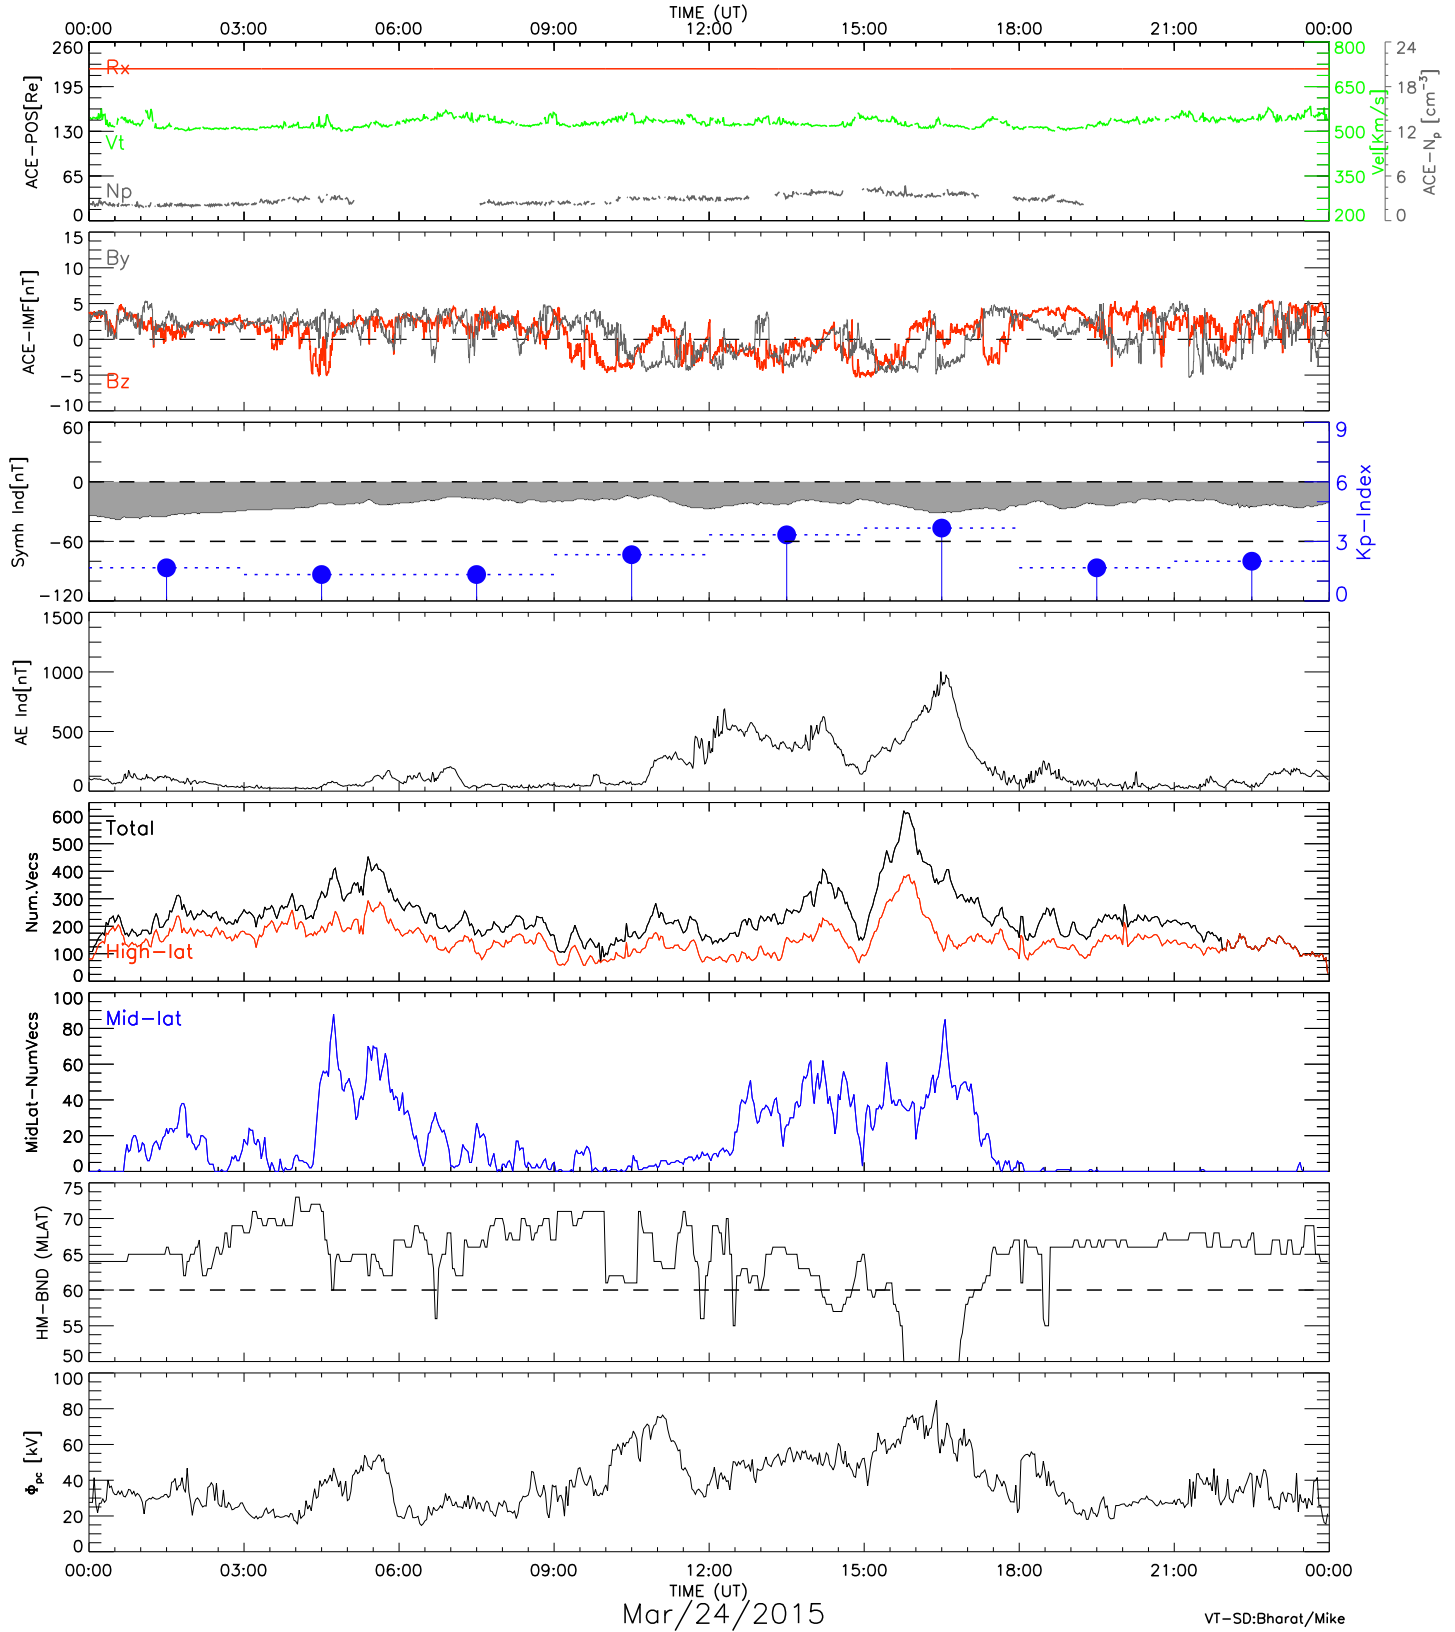 TIME (UT)
00:00 03:00 06:00 09:00 12:00 15:00 18:00 21:00 00:00
ACE-POS[Re]
260
195
130
65
0
Rx
Vt
Np
800
650
500
350
200
Vel[Km/s]
24
18
12
6
0
ACE-Np [cm-3]
ACE-IMF[nT]
15
10
5
0
-5
-10
By
Bz
Symh Ind[nT]
60
0
-60
-120
9
6
3
0
Kp-Index
AE Ind[nT]
1500
1000
500
0
Num.Vecs
600
500
400
300
200
100
0
Total
High-lat
MidLat-NumVecs
100
80
60
40
20
0
Mid-lat
HM-BND (MLAT)
75
70
65
60
55
50
Φpc [kV]
100
80
60
40
20
0
00:00 03:00 06:00 09:00 12:00 15:00 18:00 21:00 00:00
TIME (UT)
Mar/24/2015
VT-SD:Bharat/Mike